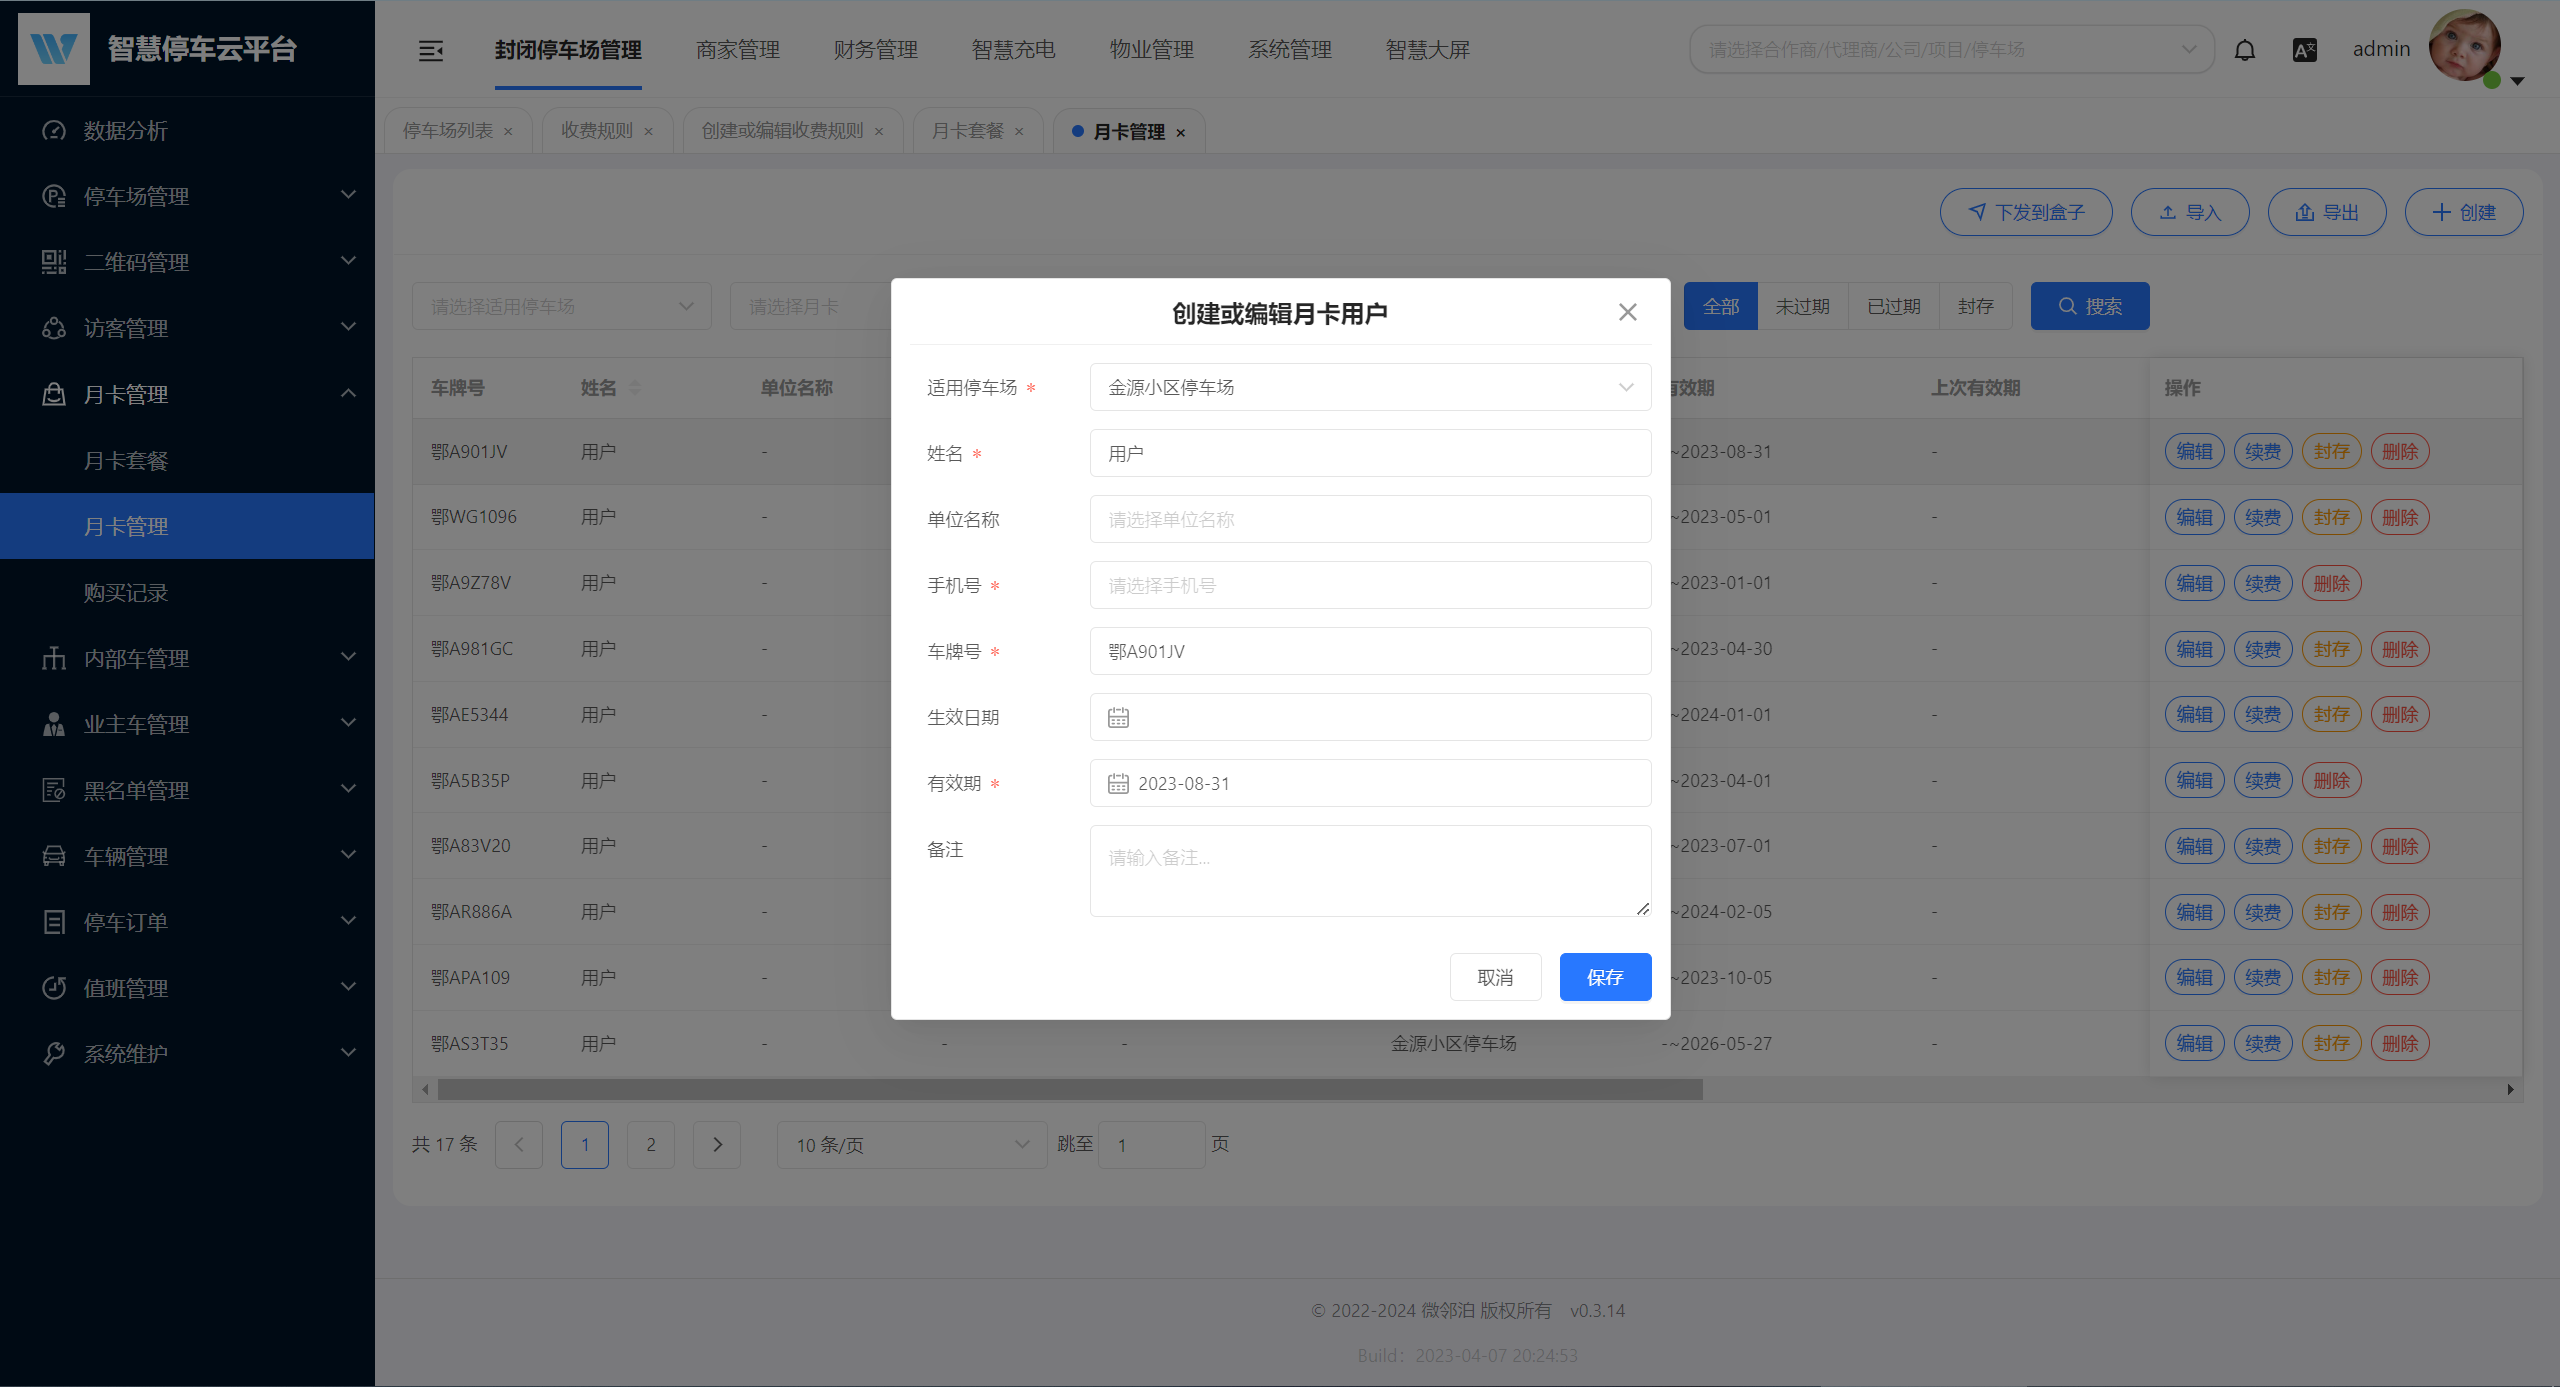 智慧停车云平台
封闭停车场管理 商家管理 财务管理 智慧充电 物业管理 系统管理 智慧大屏 请选择合作商/代理商/公司/项目/停车场 admin
停车场列表 × 收费规则 × 创建或编辑收费规则 × 月卡套餐 × 月卡管理 ×
数据分析
停车场管理
二维码管理
访客管理
月卡管理
月卡套餐
月卡管理
购买记录
内部车管理
业主车管理
黑名单管理
车辆管理
停车订单
值班管理
系统维护
下发到盒子 导入 导出 创建
请选择适用停车场 请选择月卡 全部 未过期 已过期 封存 搜索
车牌号 姓名 单位名称 有效期 上次有效期 操作
鄂A901JV 用户 - ~2023-08-31 - 编辑 续费 封存 删除
鄂WG1096 用户 - ~2023-05-01 - 编辑 续费 封存 删除
鄂A9Z78V 用户 - ~2023-01-01 - 编辑 续费 删除
鄂A981GC 用户 - ~2023-04-30 - 编辑 续费 封存 删除
鄂AE5344 用户 - ~2024-01-01 - 编辑 续费 封存 删除
鄂A5B35P 用户 - ~2023-04-01 - 编辑 续费 删除
鄂A83V20 用户 - ~2023-07-01 - 编辑 续费 封存 删除
鄂AR886A 用户 - ~2024-02-05 - 编辑 续费 封存 删除
鄂APA109 用户 - ~2023-10-05 - 编辑 续费 封存 删除
鄂AS3T35 用户 - - - 金源小区停车场 -~2026-05-27 - 编辑 续费 封存 删除
共 17 条 1 2 10 条/页 跳至 1 页
创建或编辑月卡用户
适用停车场 * 金源小区停车场
姓名 * 用户
单位名称 请选择单位名称
手机号 * 请选择手机号
车牌号 * 鄂A901JV
生效日期
有效期 * 2023-08-31
备注 请输入备注...
取消 保存
© 2022-2024 微邻泊 版权所有 v0.3.14
Build：2023-04-07 20:24:53